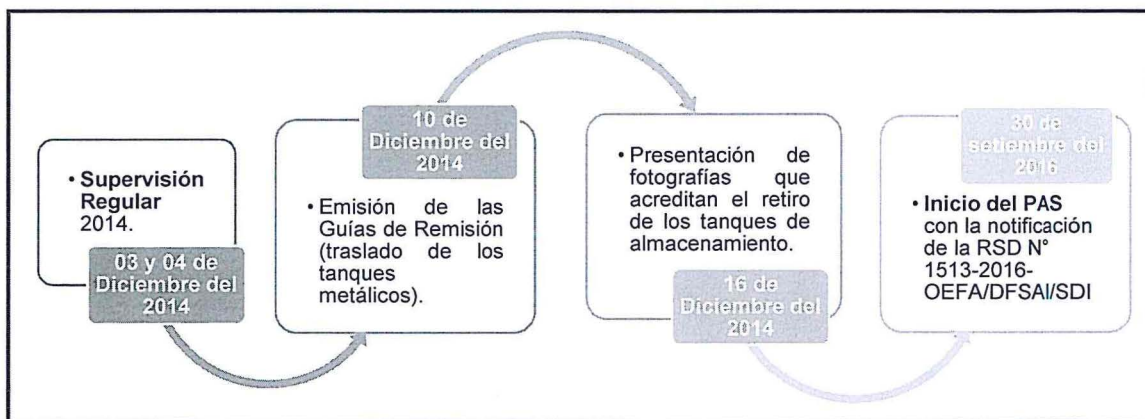 • Supervisión
Regular
2014.
03 y 04 de
Diciembre del
2014
10 de
Diciembre del
2014
• Emisión de las
Guías de Remisión
(traslado de los
tanques
metálicos).
• Presentación de
fotografías que
acreditan el retiro
de los tanques de
almacenamiento.
16 de
Diciembre del
2014
30 de
setiembre del
2016
• Inicio del PAS
con la notificación
de la RSD N°
1513-2016-
OEFA/DFSAI/SDI